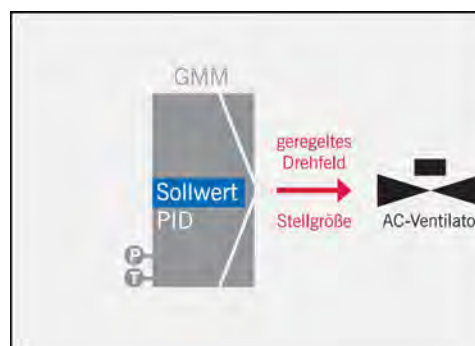 GMM
geregeltes
Drehfeld
Sollwert
PID
Stellgröße
AC-Ventilato
P
T